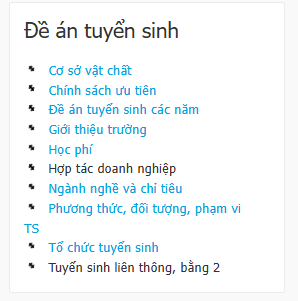 Đề án tuyển sinh
Cơ sở vật chất
Chính sách ưu tiên
Đề án tuyển sinh các năm
Giới thiệu trường
Học phí
Hợp tác doanh nghiệp
Ngành nghề và chỉ tiêu
Phương thức, đối tượng, phạm vi
TS
Tổ chức tuyển sinh
Tuyển sinh liên thông, bằng 2